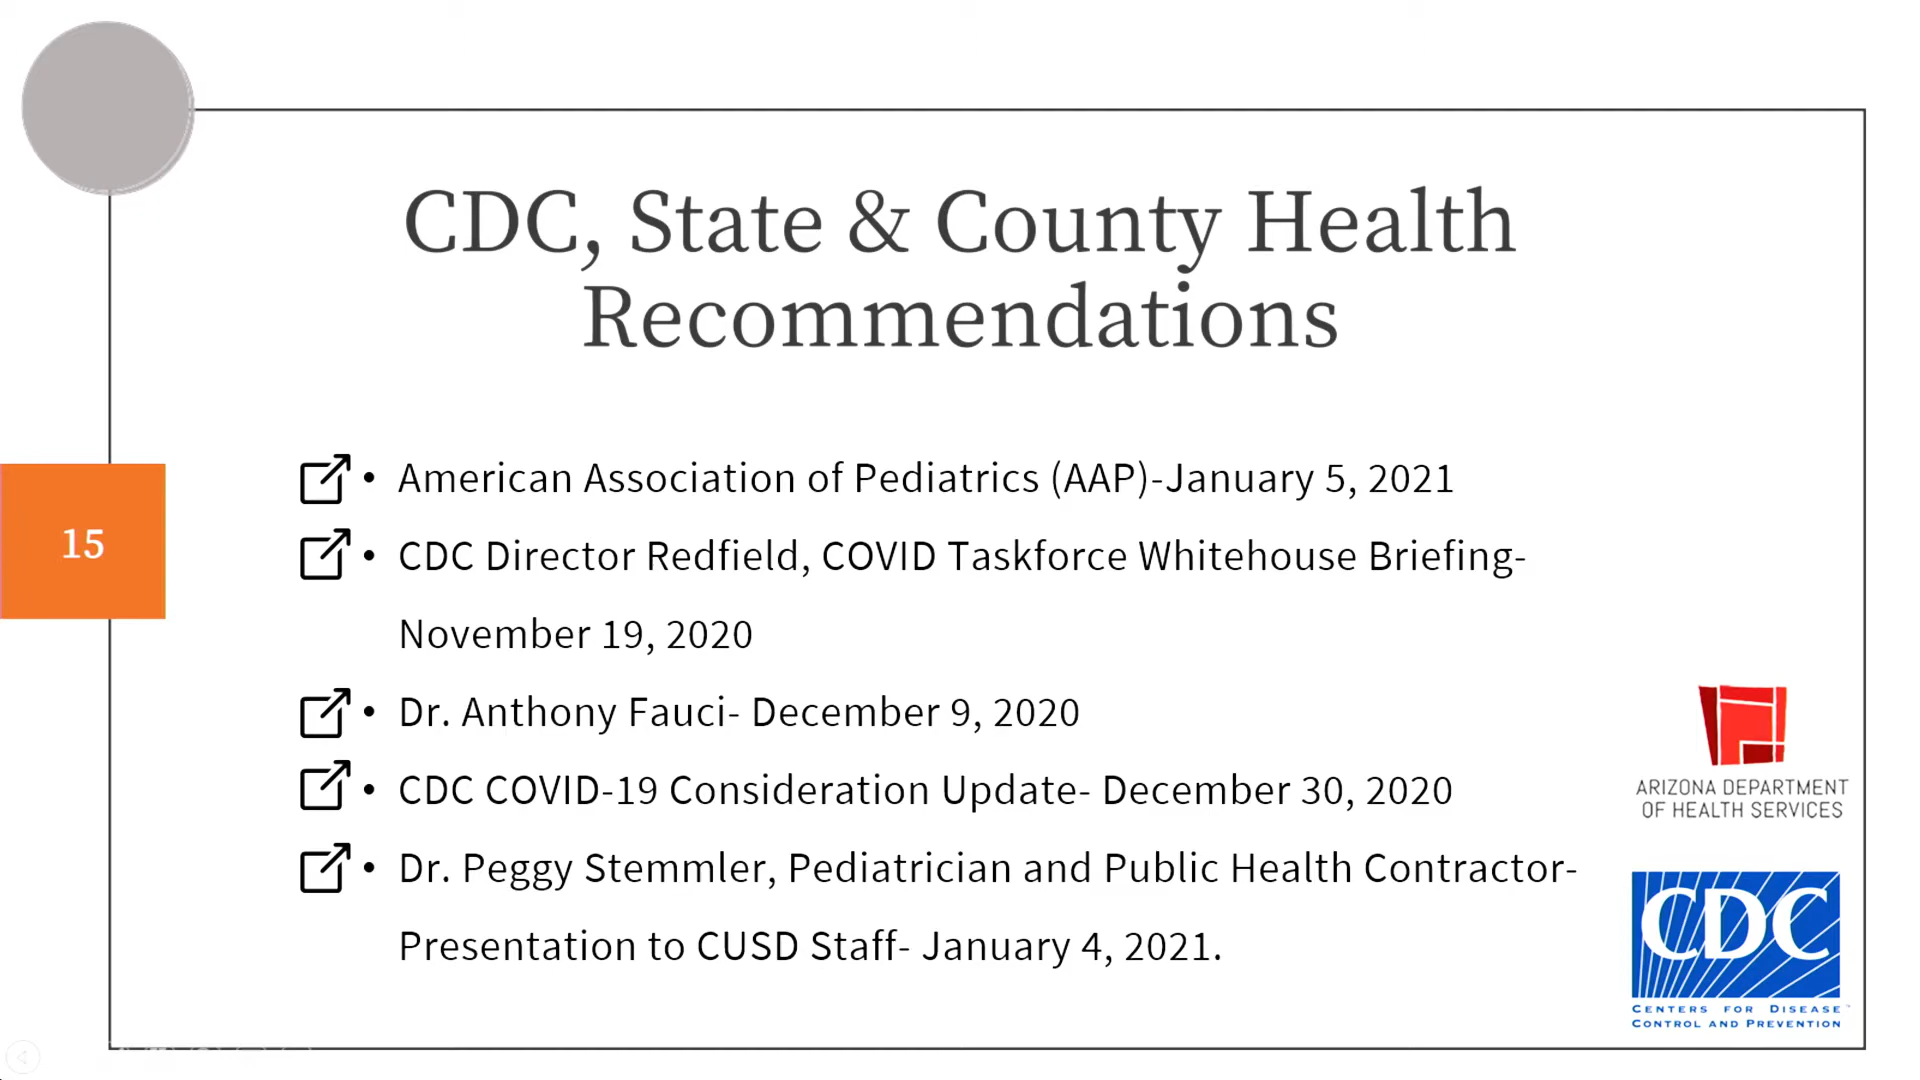 CDC, State & County Health
Recommendations
• American Association of Pediatrics (AAP)-January 5, 2021
• CDC Director Redfield, COVID Taskforce Whitehouse Briefing-
November 19, 2020
15
• Dr. Anthony Fauci- December 9, 2020
• CDC COVID-19 Consideration Update- December 30, 2020
• Dr. Peggy Stemmler, Pediatrician and Public Health Contractor-
Presentation to CUSD Staff- January 4, 2021.
ARIZONA DEPARTMENT
OF HEALTH SERVICES
CDC
CENTERS FOR DISEASE™
CONTROL AND PREVENTION